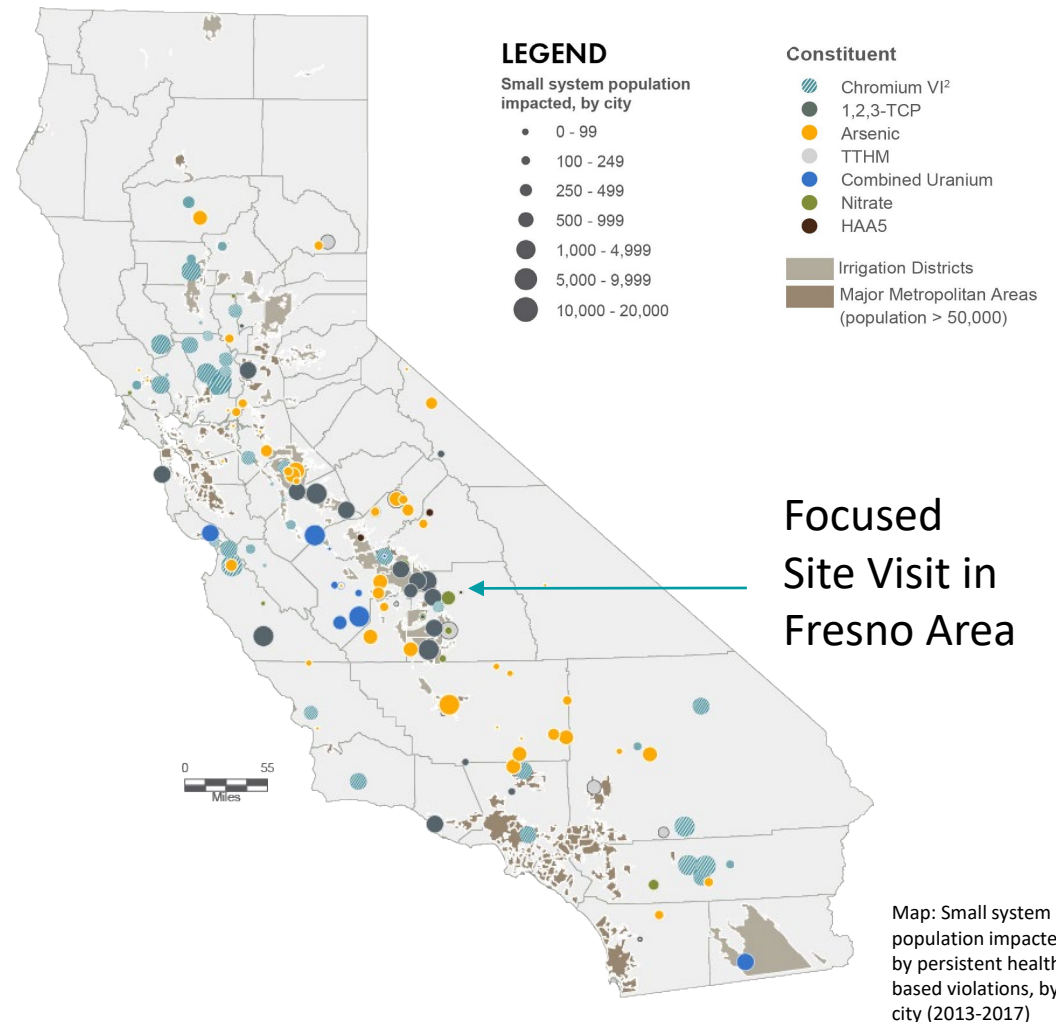 LEGEND
Small system population
impacted, by city
0 - 99
100 - 249
250 - 499
500 - 999
1,000 - 4,999
5,000 - 9,999
10,000 - 20,000
Constituent
Chromium VI²
1,2,3-TCP
Arsenic
TTHM
Combined Uranium
Nitrate
HAA5
Irrigation Districts
Major Metropolitan Areas
(population > 50,000)
Focused
Site Visit in
Fresno Area
0 55
Miles
Map: Small system
population impacte
by persistent health
based violations, by
city (2013-2017)